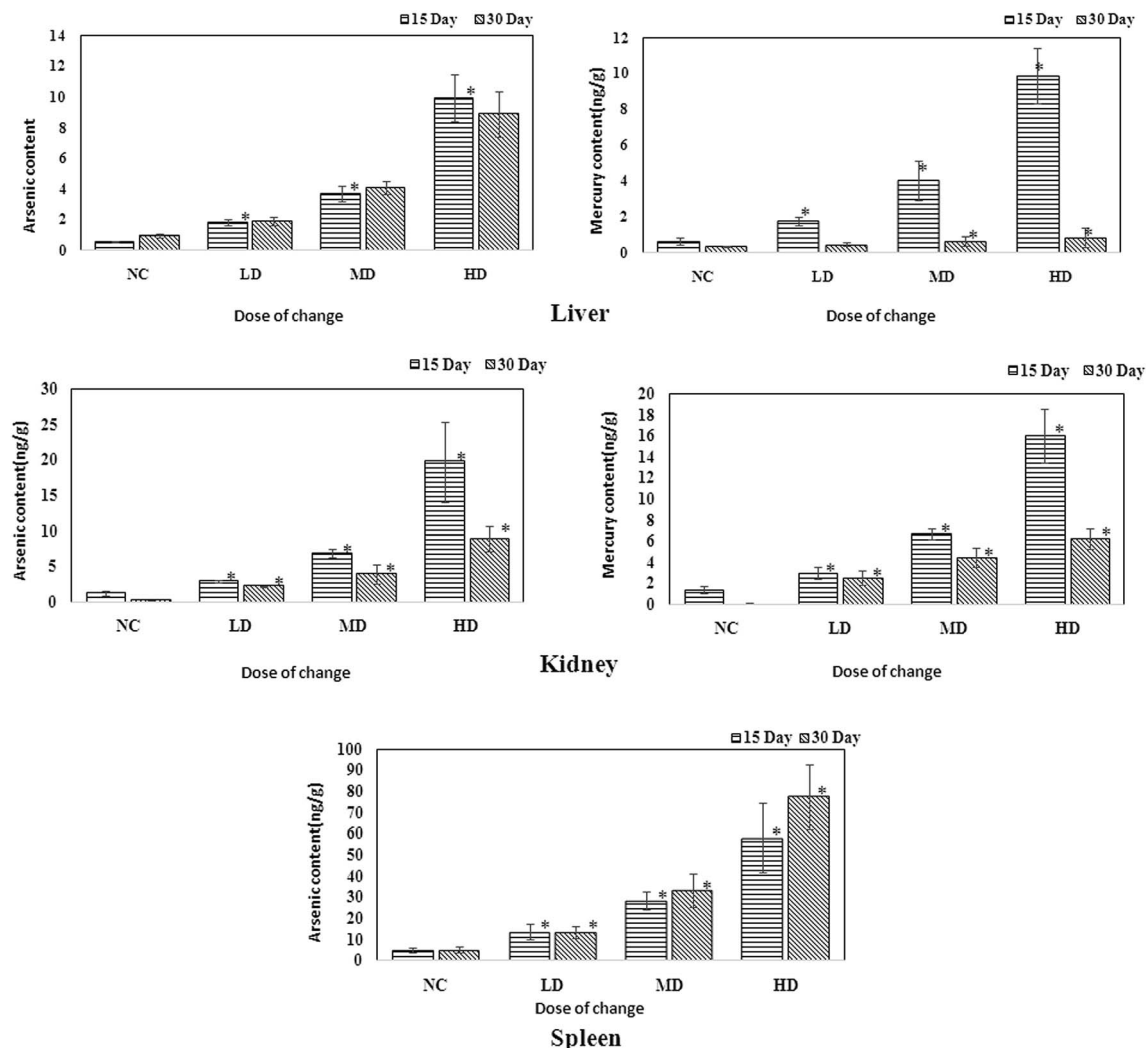 15 Day 30 Day
14
12
10
8
6
4
2
0
Arsenic content
* * *
NC LD MD HD
Dose of change
15 Day 30 Day
12
10
8
6
4
2
0
Mercury content(ng/g)
* * * * *
NC LD MD HD
Dose of change
Liver
15 Day 30 Day
30
25
20
15
10
5
0
Arsenic content(ng/g)
* * * * * *
NC LD MD HD
Dose of change
15 Day 30 Day
20
18
16
14
12
10
8
6
4
2
0
Mercury content(ng/g)
* * * * * *
NC LD MD HD
Dose of change
Kidney
15 Day 30 Day
100
90
80
70
60
50
40
30
20
10
0
Arsenic content(ng/g)
* * * * * *
NC LD MD HD
Dose of change
Spleen